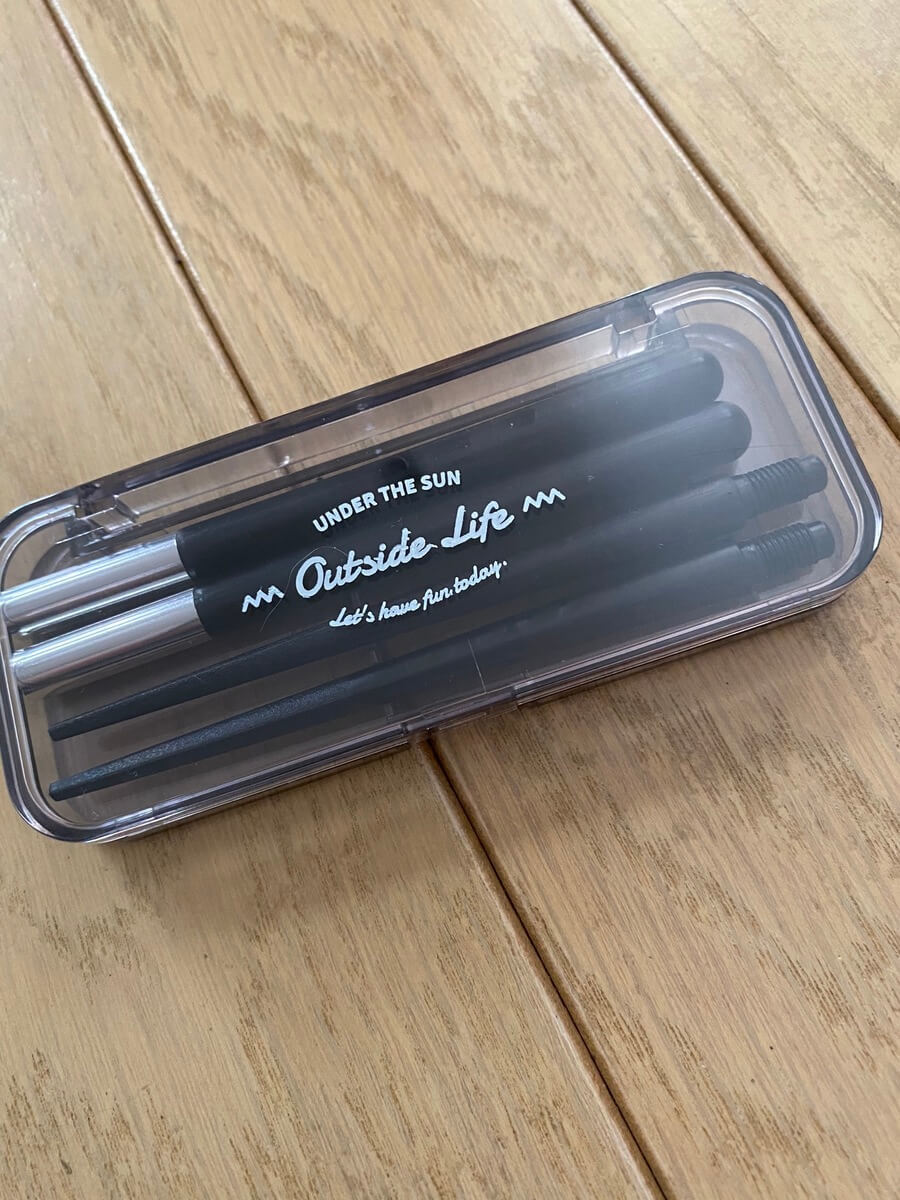 UNDER THE SUN
Outside Life
Let's have fun.today.